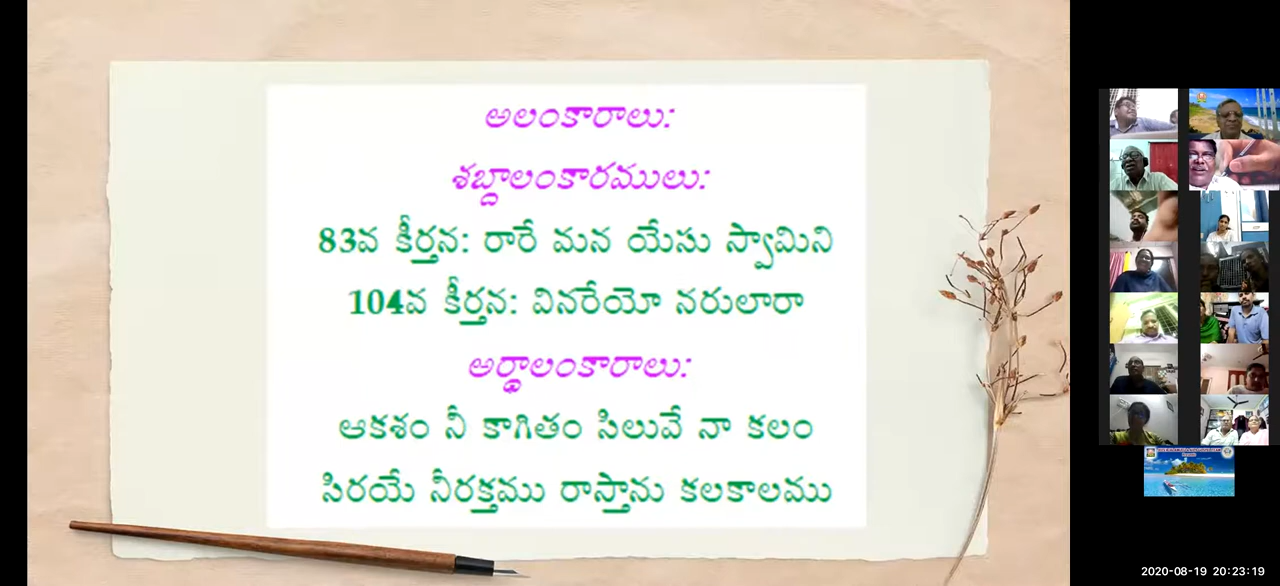 అలంకారాలు:
శబ్దాలంకారములు:
83వ కీర్తన: రారే మన యేసు స్వామిని
104వ కీర్తన: వినరేయో నరులారా
అర్థాలంకారాలు:
ఆకశం నీ కాగితం సిలువే నా కలం
సిరయే నీరక్తము రాస్తాను కలకాలము
2020-08-19 20:23:19